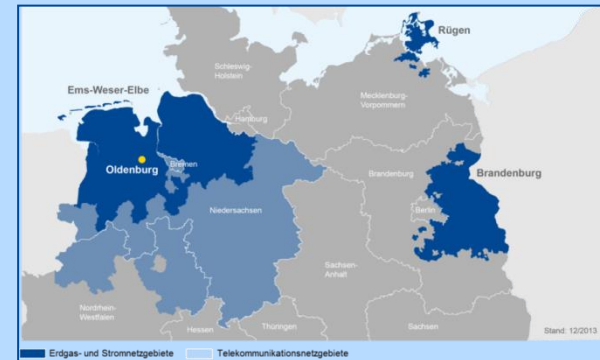 Rügen
Schleswig-
Holstein
Ems-Weser-Elbe
Mecklenburg-
Vorpommern
Hamburg
Oldenburg
Bremen
Brandenburg
Brandenburg
Niedersachsen
Berlin
Sachsen-
Anhalt
Nordrhein-
Westfalen
Hessen
Thüringen
Sachsen
Stand: 12/2013
Erdgas- und Stromnetzgebiete
Telekommunikationsnetzgebiete